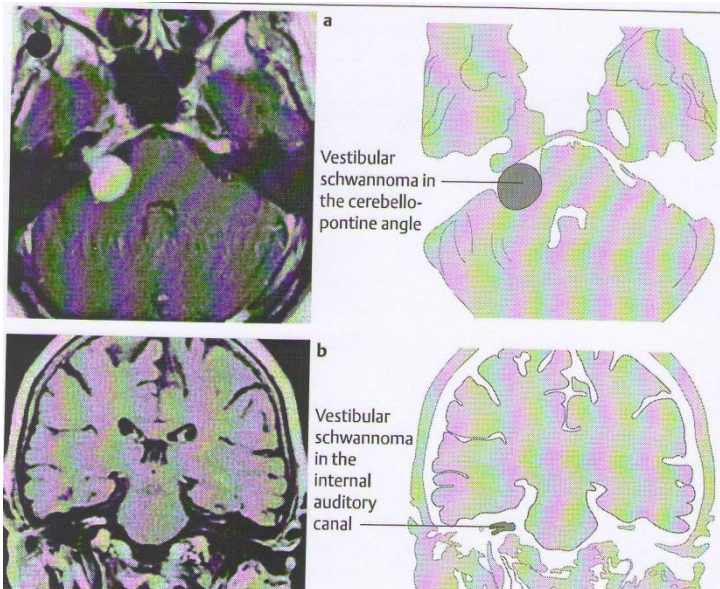 a
Vestibular
schwannoma in
the cerebello-
pontine angle
b
Vestibular
schwannoma
in the
internal
auditory
canal